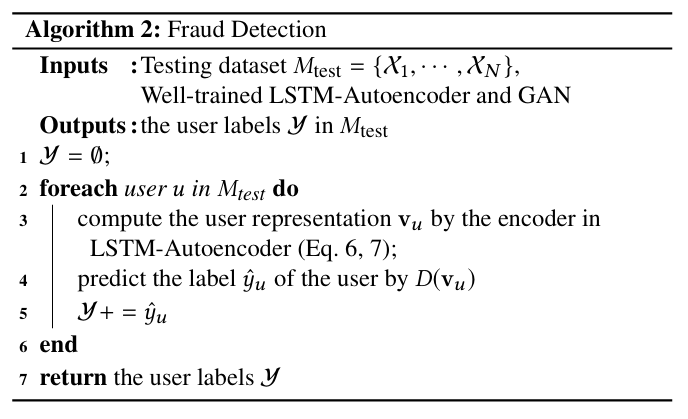 Algorithm 2: Fraud Detection
Inputs : Testing dataset M_test = {𝒳_1, ⋯ , 𝒳_N},
Well-trained LSTM-Autoencoder and GAN
Outputs : the user labels 𝒴 in M_test
1 𝒴 = ∅;
2 foreach user u in M_test do
3 compute the user representation v_u by the encoder in
LSTM-Autoencoder (Eq. 6, 7);
4 predict the label ŷ_u of the user by D(v_u)
5 𝒴+ = ŷ_u
6 end
7 return the user labels 𝒴